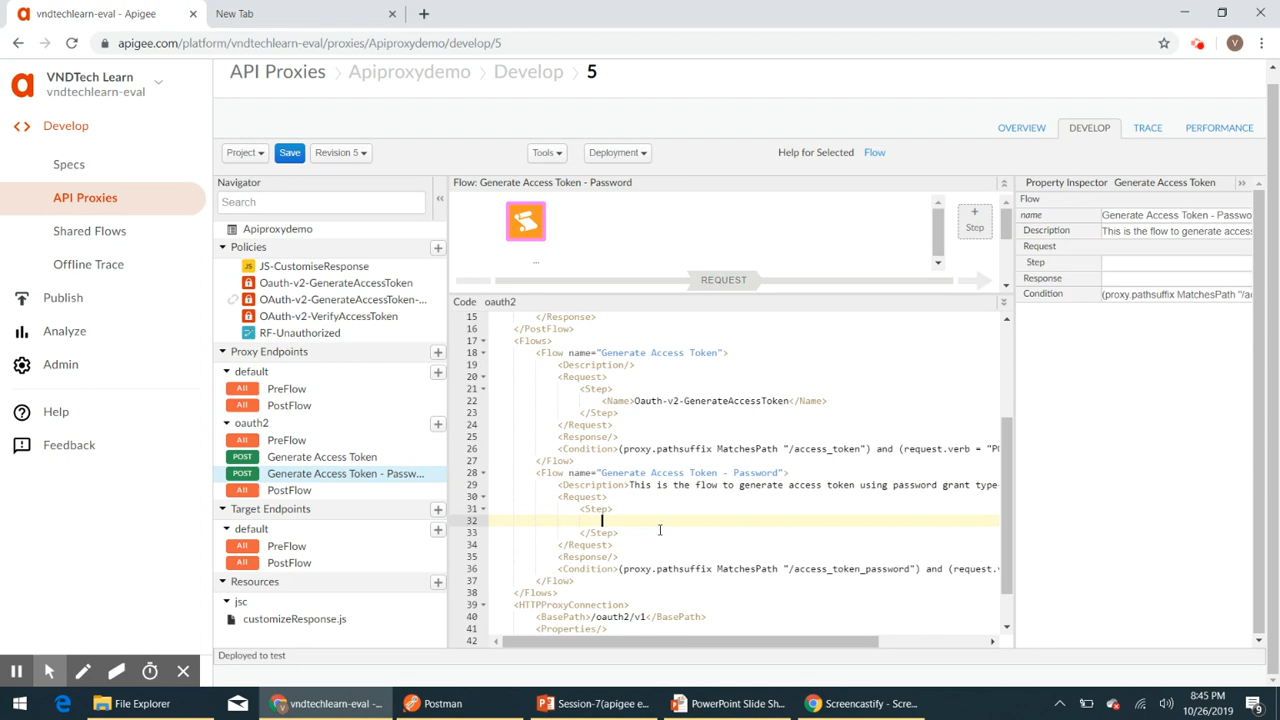 vndtechlearn-eval - Apigee
New Tab
apigee.com/platform/vndtechlearn-eval/proxies/Apiproxydemo/develop/5
V
VNDTech Learn
vndtechlearn-eval
API Proxies
Apiproxydemo
Develop
5
Develop
Specs
API Proxies
Shared Flows
Offline Trace
Publish
Analyze
Admin
Help
Feedback
OVERVIEW
DEVELOP
TRACE
PERFORMANCE
Project
Save
Revision 5
Tools
Deployment
Help for Selected
Flow
Navigator
Search
Apiproxydemo
Policies
JS-CustomiseResponse
Oauth-v2-GenerateAccessToken
OAuth-v2-GenerateAccessToken-...
OAuth-v2-VerifyAccessToken
RF-Unauthorized
Proxy Endpoints
default
All PreFlow
All PostFlow
oauth2
All PreFlow
POST Generate Access Token
POST Generate Access Token - Passw...
All PostFlow
Target Endpoints
default
All PreFlow
All PostFlow
Resources
jsc
customizeResponse.js
Flow: Generate Access Token - Password
...
+
Step
REQUEST
Code oauth2
15 </Response>
16 </PostFlow>
17 <Flows>
18 <Flow name="Generate Access Token">
19 <Description/>
20 <Request>
21 <Step>
22 <Name>Oauth-v2-GenerateAccessToken</Name>
23 </Step>
24 </Request>
25 <Response/>
26 <Condition>(proxy.pathsuffix MatchesPath "/access_token") and (request.verb = "P
27 </Flow>
28 <Flow name="Generate Access Token - Password">
29 <Description>This is the flow to generate access token using password grant type
30 <Request>
31 <Step>
32
33 </Step>
34 </Request>
35 <Response/>
36 <Condition>(proxy.pathsuffix MatchesPath "/access_token_password") and (request.
37 </Flow>
38 </Flows>
39 <HTTPProxyConnection>
40 <BasePath>/oauth2/v1</BasePath>
41 <Properties/>
42
Property Inspector Generate Access Token
Flow
name Generate Access Token - Passwo
Description This is the flow to generate acces
Request
Step
Response
Condition (proxy.pathsuffix MatchesPath "/a
Deployed to test
File Explorer
vndtechlearn-eval -...
Postman
Session-7(apigee e...
PowerPoint Slide Sh...
Screencastify - Scre...
8:45 PM
10/26/2019
9